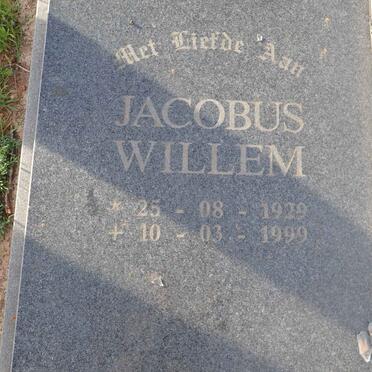 Met Liefde Aan
JACOBUS
WILLEM
* 25 - 08 - 1929
+ 10 - 03 - 1999